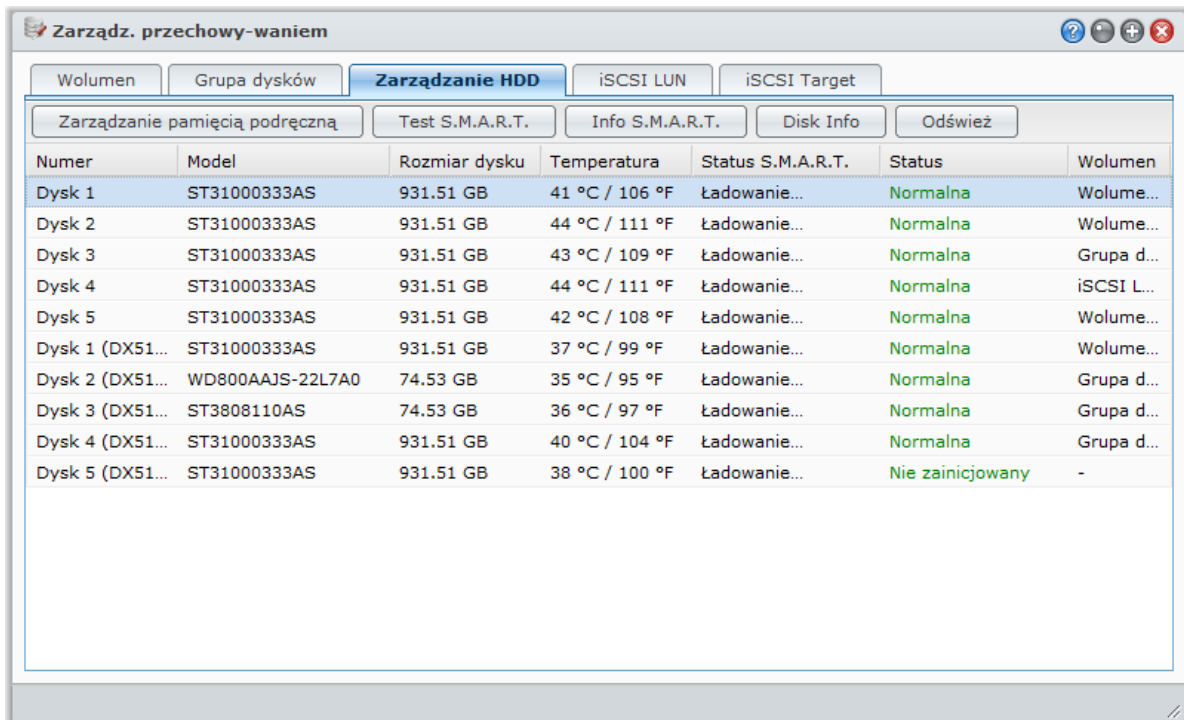 Zarządz. przechowy-waniem
Wolumen Grupa dysków Zarządzanie HDD iSCSI LUN iSCSI Target
Zarządzanie pamięcią podręczną Test S.M.A.R.T. Info S.M.A.R.T. Disk Info Odśwież
Numer Model Rozmiar dysku Temperatura Status S.M.A.R.T. Status Wolumen
Dysk 1 ST31000333AS 931.51 GB 41 °C / 106 °F Ładowanie... Normalna Wolume...
Dysk 2 ST31000333AS 931.51 GB 44 °C / 111 °F Ładowanie... Normalna Wolume...
Dysk 3 ST31000333AS 931.51 GB 43 °C / 109 °F Ładowanie... Normalna Grupa d...
Dysk 4 ST31000333AS 931.51 GB 44 °C / 111 °F Ładowanie... Normalna iSCSI L...
Dysk 5 ST31000333AS 931.51 GB 42 °C / 108 °F Ładowanie... Normalna Wolume...
Dysk 1 (DX51... ST31000333AS 931.51 GB 37 °C / 99 °F Ładowanie... Normalna Wolume...
Dysk 2 (DX51... WD800AAJS-22L7A0 74.53 GB 35 °C / 95 °F Ładowanie... Normalna Grupa d...
Dysk 3 (DX51... ST3808110AS 74.53 GB 36 °C / 97 °F Ładowanie... Normalna Grupa d...
Dysk 4 (DX51... ST31000333AS 931.51 GB 40 °C / 104 °F Ładowanie... Normalna Grupa d...
Dysk 5 (DX51... ST31000333AS 931.51 GB 38 °C / 100 °F Ładowanie... Nie zainicjowany -